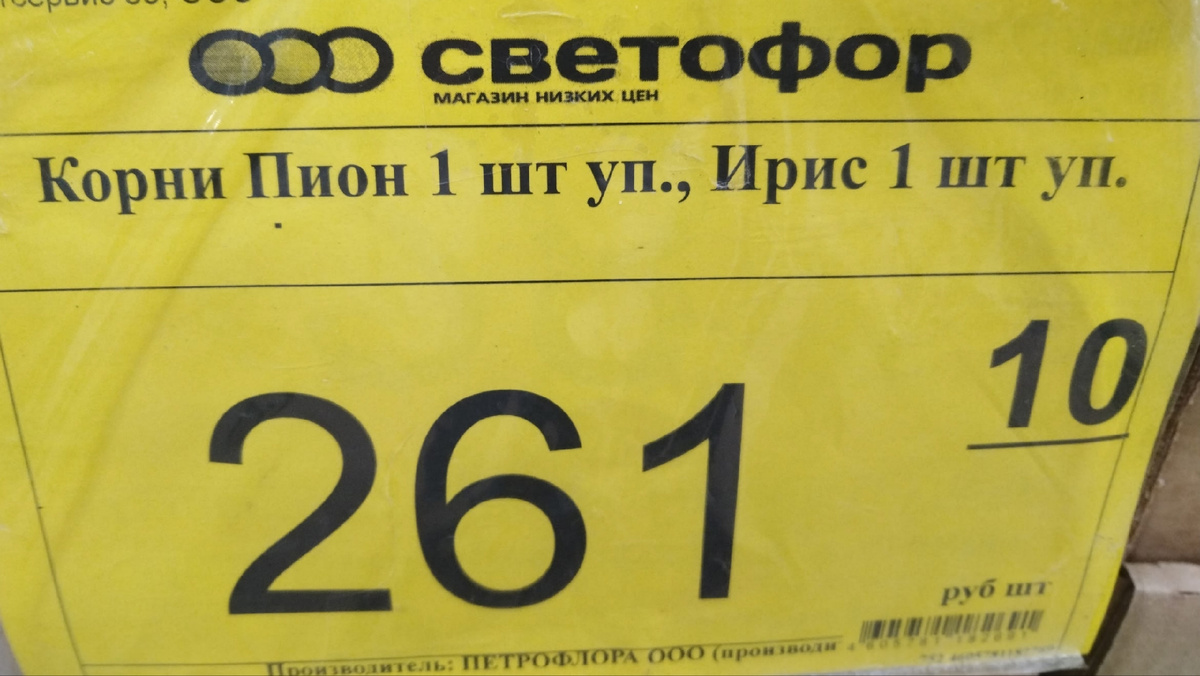 светофор
МАГАЗИН НИЗКИХ ЦЕН
Корни Пион 1 шт уп., Ирис 1 шт уп.
261
10
руб шт
Производитель: ПЕТРОФЛОРА ООО (производи